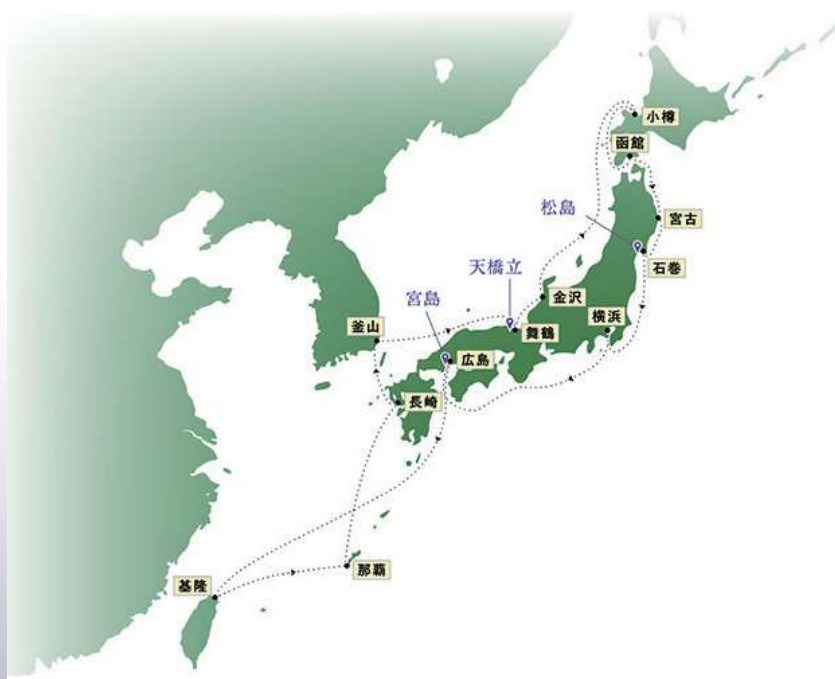 小樽
函館
松島
宮古
石巻
天橋立
金沢
宮島
横浜
釜山
舞鶴
広島
長崎
那覇
基隆